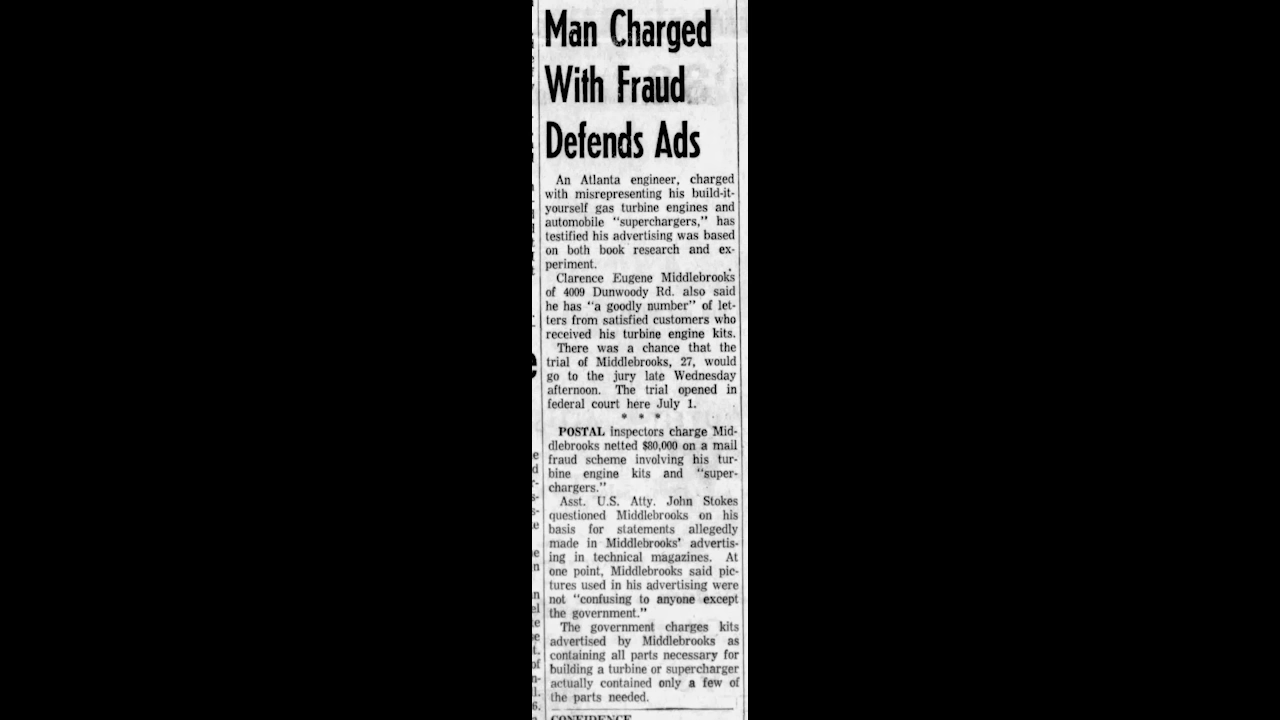 Man Charged
With Fraud
Defends Ads
An Atlanta engineer, charged
with misrepresenting his build-it-
yourself gas turbine engines and
automobile "superchargers," has
testified his advertising was based
on both book research and ex-
periment.
Clarence Eugene Middlebrooks
of 4009 Dunwoody Rd. also said
he has "a goodly number" of let-
ters from satisfied customers who
received his turbine engine kits.
There was a chance that the
trial of Middlebrooks, 27, would
go to the jury late Wednesday
afternoon. The trial opened in
federal court here July 1.
* * *
POSTAL inspectors charge Mid-
dlebrooks netted $80,000 on a mail
fraud scheme involving his tur-
bine engine kits and "super-
chargers."
Asst. U.S. Atty. John Stokes
questioned Middlebrooks on his
basis for statements allegedly
made in Middlebrooks' advertis-
ing in technical magazines. At
one point, Middlebrooks said pic-
tures used in his advertising were
not "confusing to anyone except
the government."
The government charges kits
advertised by Middlebrooks as
containing all parts necessary for
building a turbine or supercharger
actually contained only a few of
the parts needed.
CONFIDENCE